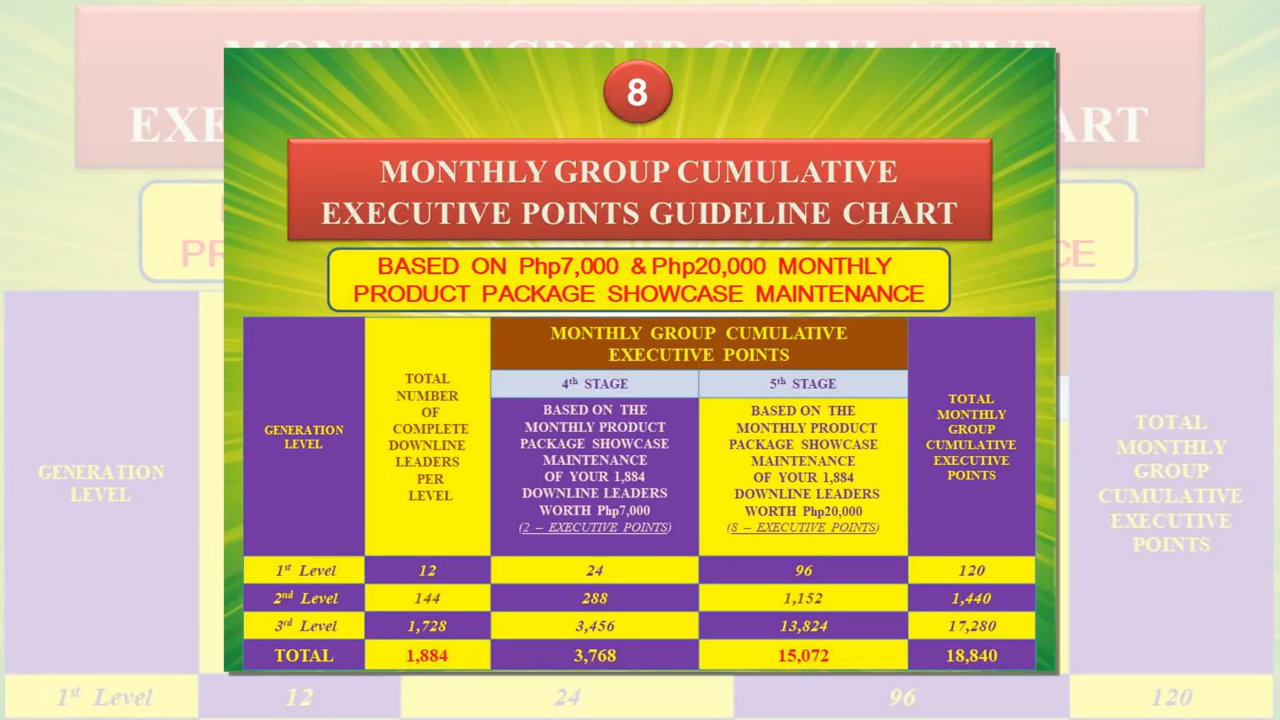 8
MONTHLY GROUP CUMULATIVE
EXECUTIVE POINTS GUIDELINE CHART
BASED ON Php7,000 & Php20,000 MONTHLY
PRODUCT PACKAGE SHOWCASE MAINTENANCE
GENERATION
LEVEL
TOTAL
NUMBER
OF
COMPLETE
DOWNLINE
LEADERS
PER
LEVEL
MONTHLY GROUP CUMULATIVE
EXECUTIVE POINTS
4th STAGE
BASED ON THE
MONTHLY PRODUCT
PACKAGE SHOWCASE
MAINTENANCE
OF YOUR 1,884
DOWNLINE LEADERS
WORTH Php7,000
(2 – EXECUTIVE POINTS)
5th STAGE
BASED ON THE
MONTHLY PRODUCT
PACKAGE SHOWCASE
MAINTENANCE
OF YOUR 1,884
DOWNLINE LEADERS
WORTH Php20,000
(8 – EXECUTIVE POINTS)
TOTAL
MONTHLY
GROUP
CUMULATIVE
EXECUTIVE
POINTS
1st Level 12 24 96 120
2nd Level 144 288 1,152 1,440
3rd Level 1,728 3,456 13,824 17,280
TOTAL 1,884 3,768 15,072 18,840
GENERATION
LEVEL
TOTAL
MONTHLY
GROUP
CUMULATIVE
EXECUTIVE
POINTS
1st Level 12 24 96 120